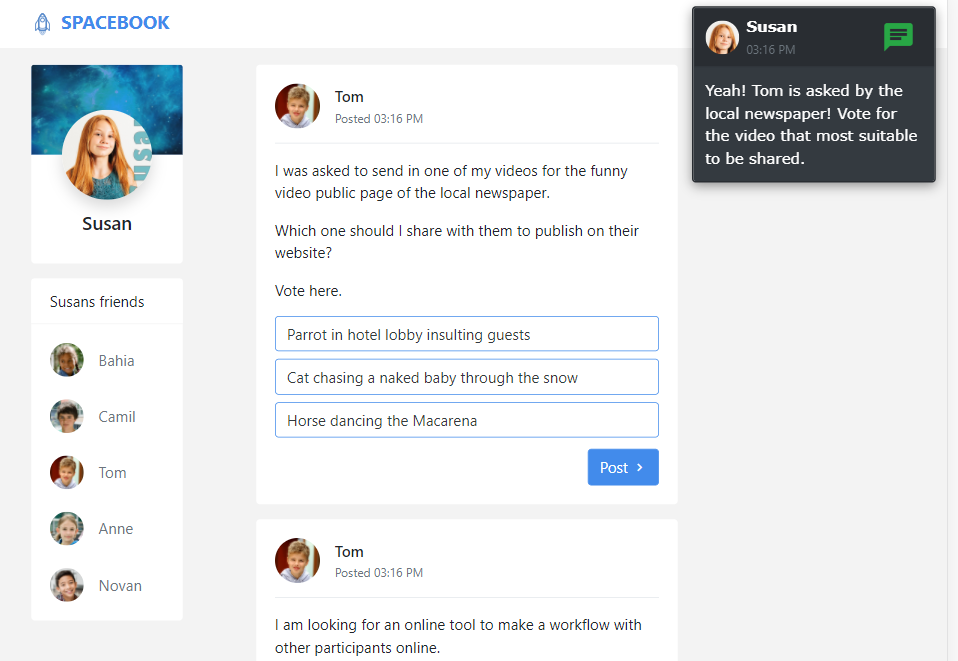 SPACEBOOK
Susan
03:16 PM
Yeah! Tom is asked by the
local newspaper! Vote for
the video that most suitable
to be shared.
Susan
Susans friends
Bahia
Camil
Tom
Anne
Novan
Tom
Posted 03:16 PM
I was asked to send in one of my videos for the funny
video public page of the local newspaper.
Which one should I share with them to publish on their
website?
Vote here.
Parrot in hotel lobby insulting guests
Cat chasing a naked baby through the snow
Horse dancing the Macarena
Post
Tom
Posted 03:16 PM
I am looking for an online tool to make a workflow with
other participants online.